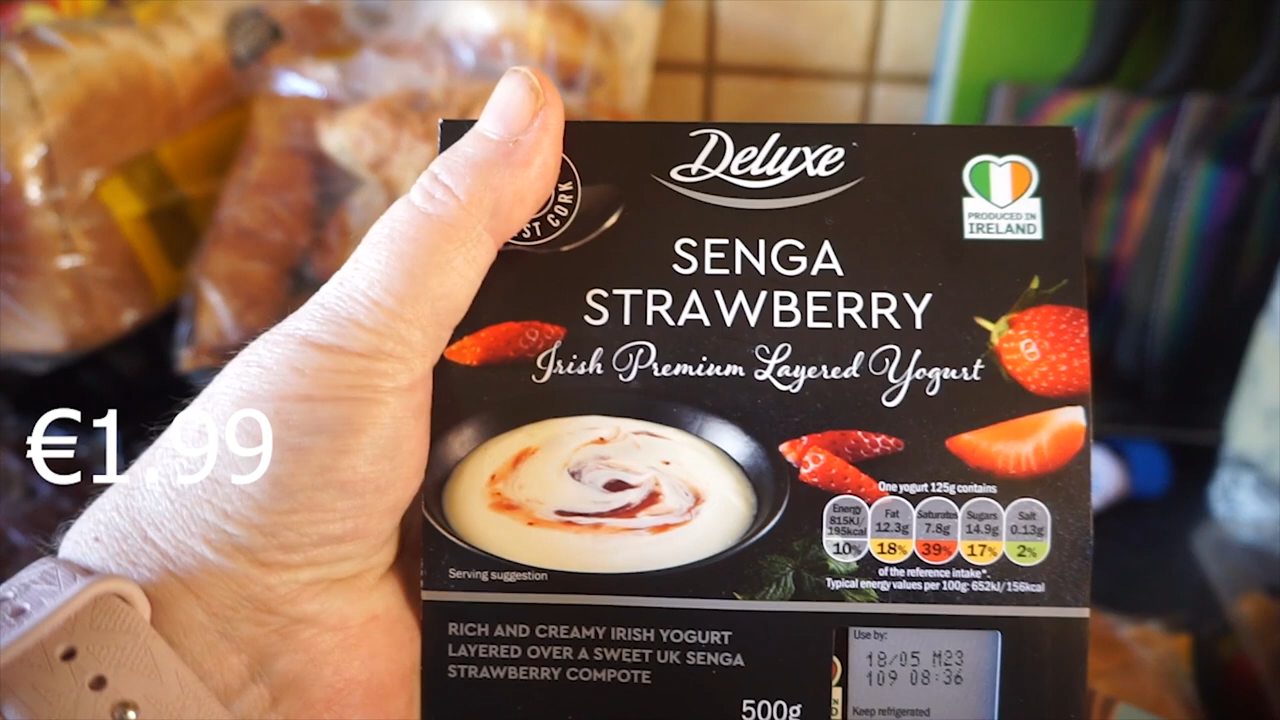 Deluxe
ST CORK
PRODUCED IN
IRELAND
SENGA
STRAWBERRY
Irish Premium Layered Yogurt
€1.99
One yogurt 125g contains
Energy
815KJ/
195kcal
10%
Fat
12.3g
18%
Saturates
7.8g
39%
Sugars
14.9g
17%
Salt
0.13g
2%
of the reference intake*.
Typical energy values per 100g: 652kJ/156kcal
Serving suggestion
RICH AND CREAMY IRISH YOGURT
LAYERED OVER A SWEET UK SENGA
STRAWBERRY COMPOTE
500g
Use by:
18/05 M23
109 08:36
Keep refrigerated